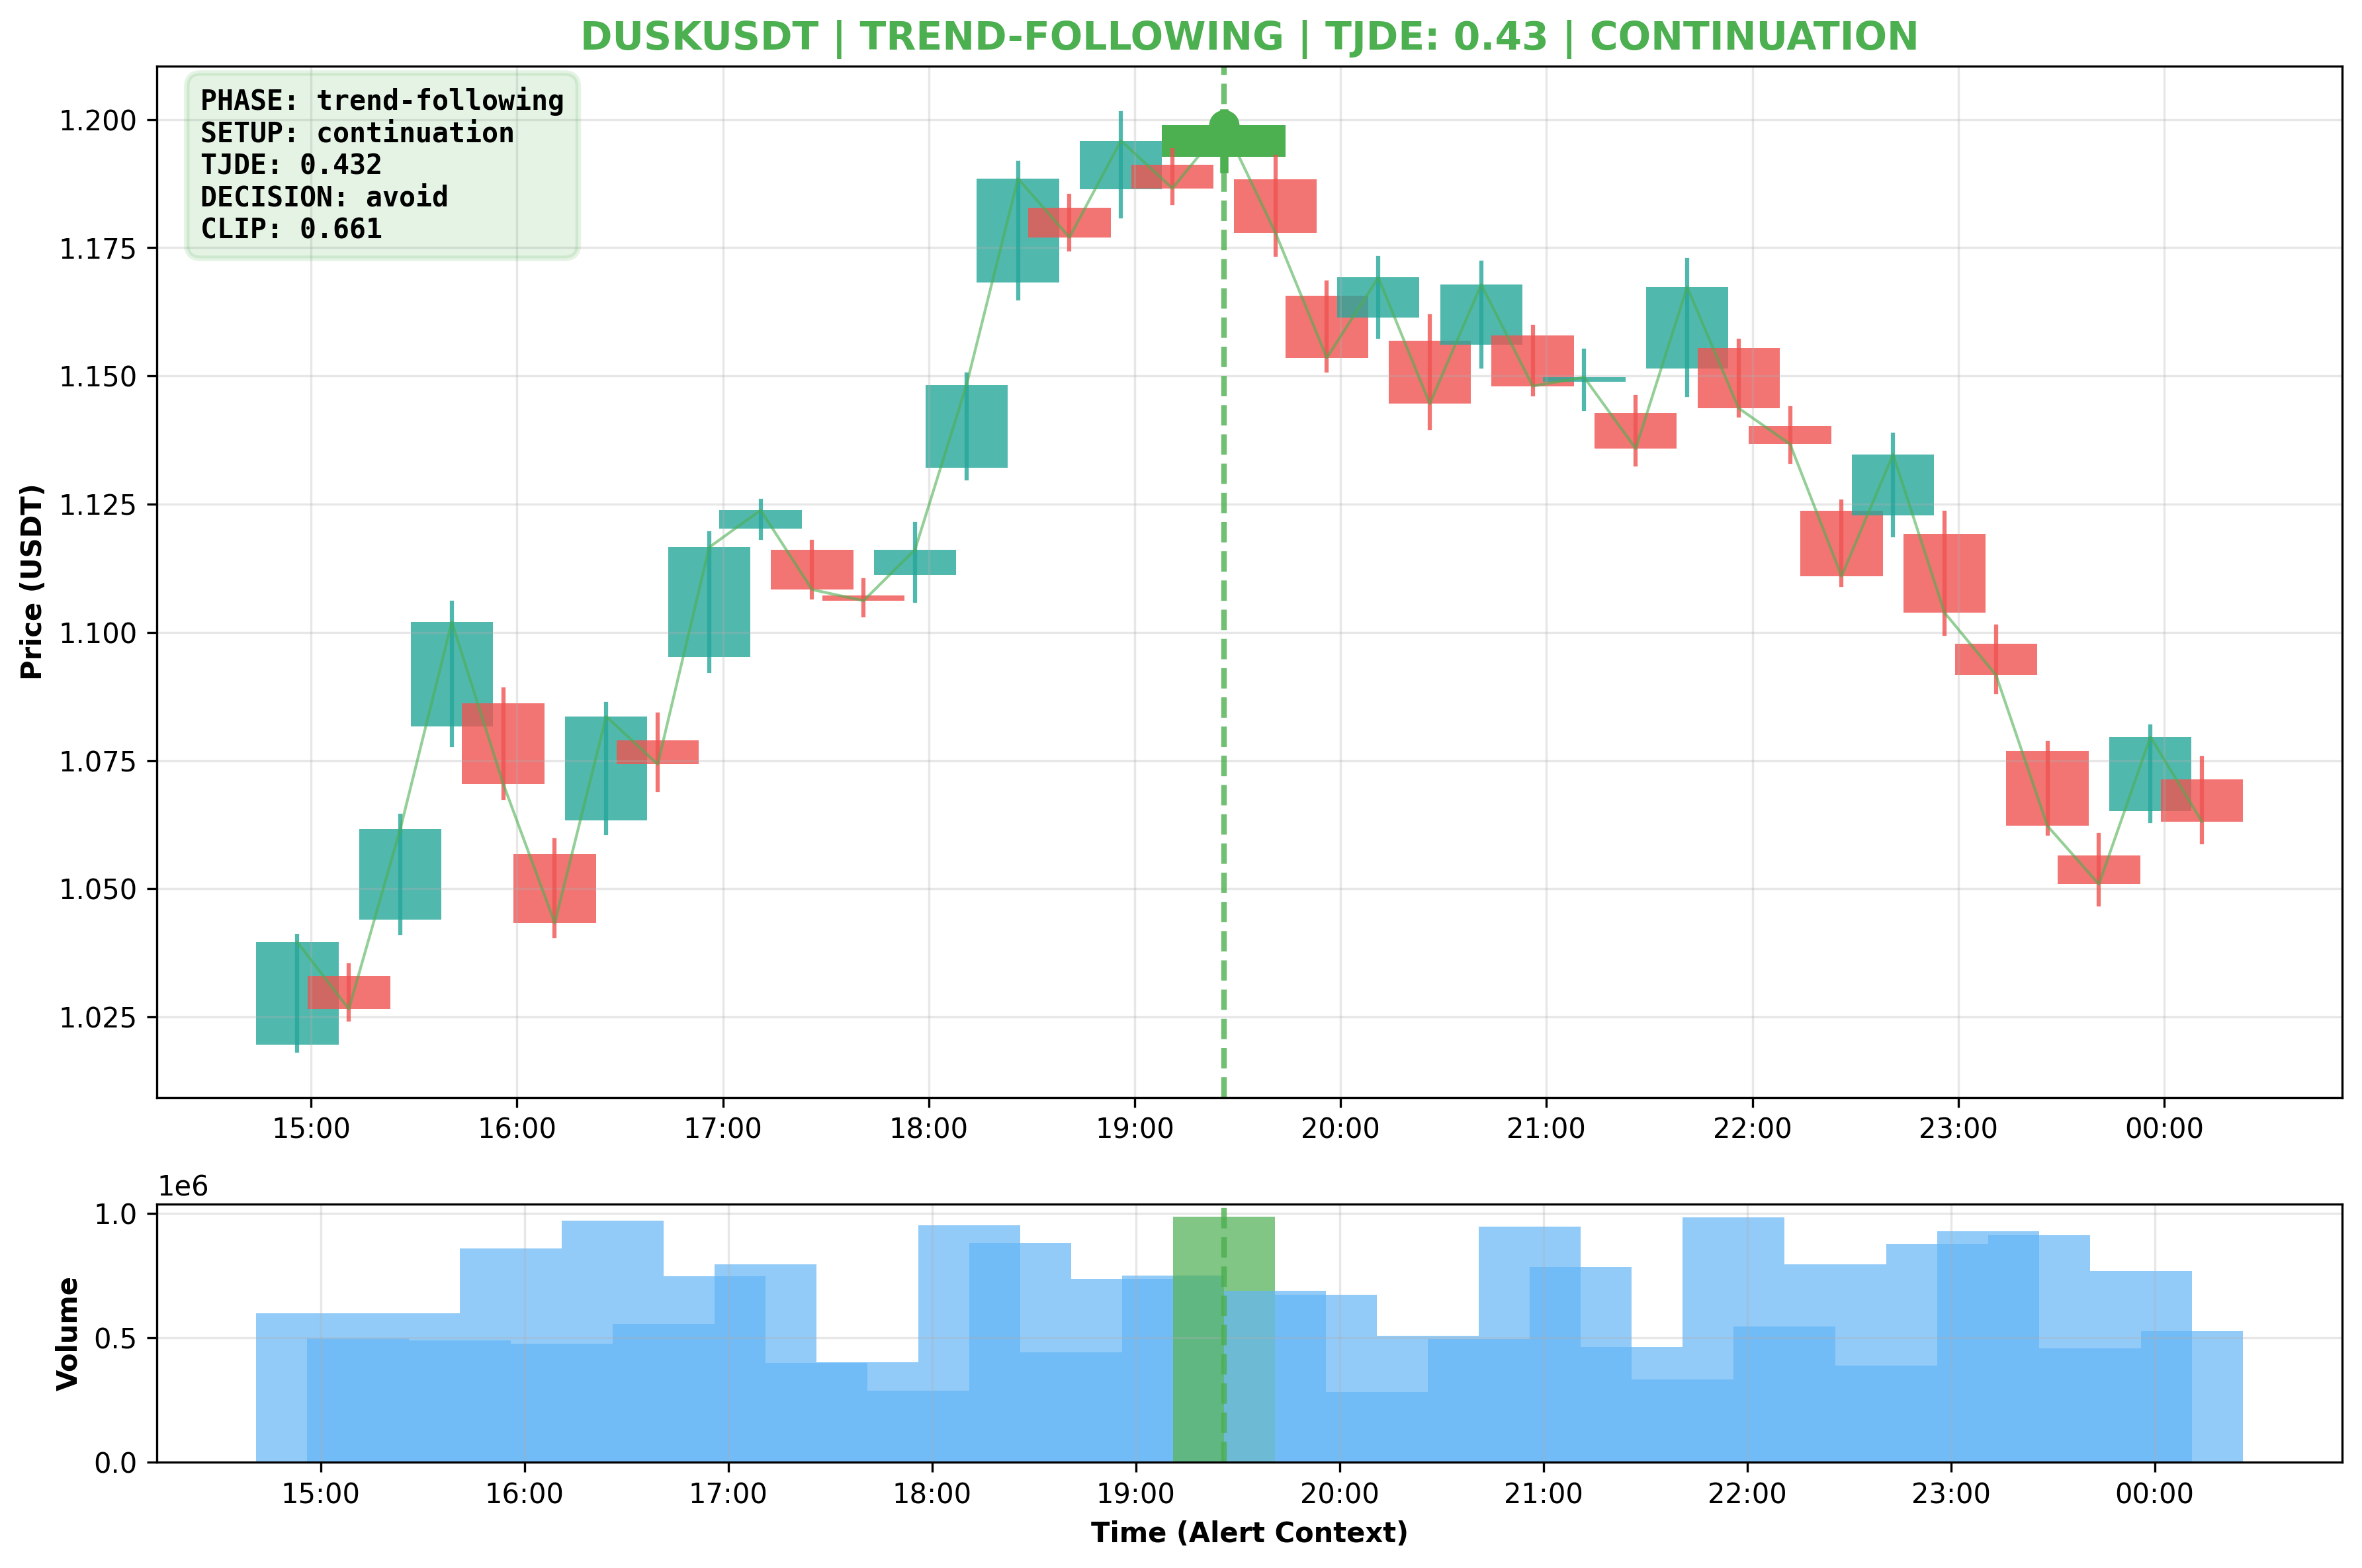 DUSKUSDT | TREND-FOLLOWING | TJDE: 0.43 | CONTINUATION
PHASE: trend-following
SETUP: continuation
TJDE: 0.432
DECISION: avoid
CLIP: 0.661
Price (USDT)
1.200
1.175
1.150
1.125
1.100
1.075
1.050
1.025
15:00 16:00 17:00 18:00 19:00 20:00 21:00 22:00 23:00 00:00
1e6
Volume
1.0
0.5
0.0
15:00 16:00 17:00 18:00 19:00 20:00 21:00 22:00 23:00 00:00
Time (Alert Context)